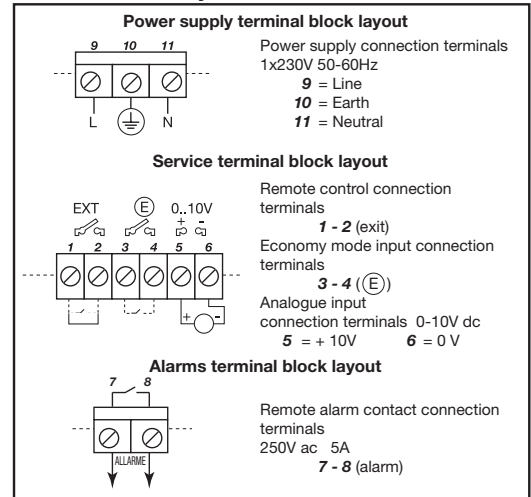 Power supply terminal block layout
9 10 11
L N
Power supply connection terminals
1x230V 50-60Hz
9 = Line
10 = Earth
11 = Neutral
Service terminal block layout
EXT E 0..10V
+ -
1 2 3 4 5 6
+ -
Remote control connection
terminals
1 - 2 (exit)
Economy mode input connection
terminals
3 - 4 (E)
Analogue input
connection terminals 0-10V dc
5 = + 10V 6 = 0 V
Alarms terminal block layout
7 8
ALLARME
Remote alarm contact connection
terminals
250V ac 5A
7 - 8 (alarm)